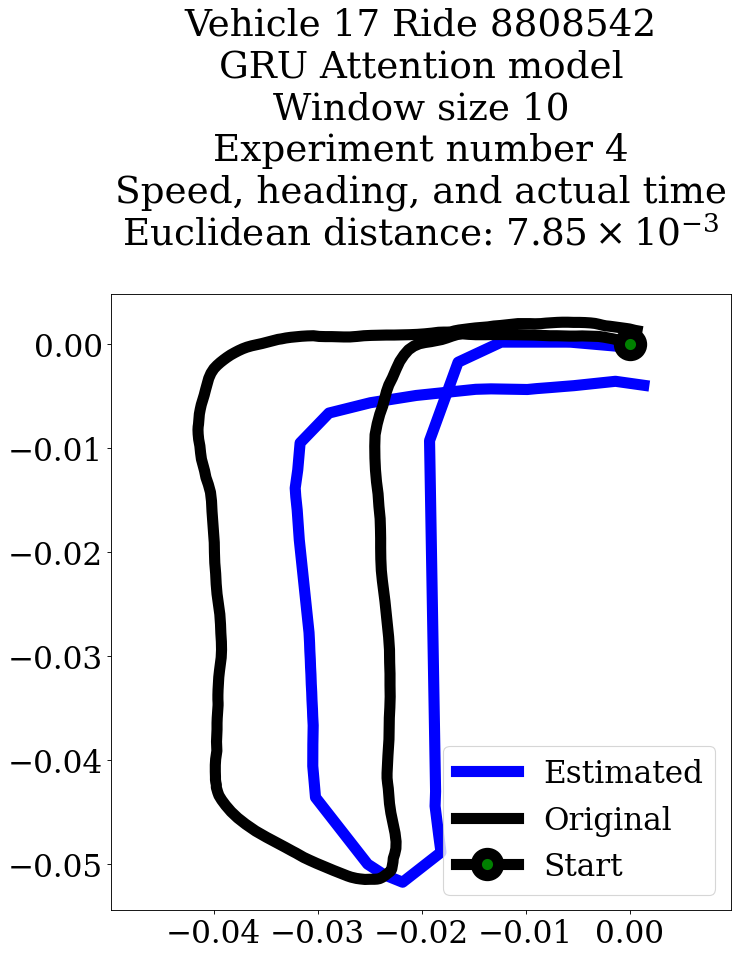 Vehicle 17 Ride 8808542
GRU Attention model
Window size 10
Experiment number 4
Speed, heading, and actual time
Euclidean distance: 7.85 × 10⁻³
0.00
−0.01
−0.02
−0.03
−0.04
−0.05
Estimated
Original
Start
−0.04 −0.03 −0.02 −0.01 0.00